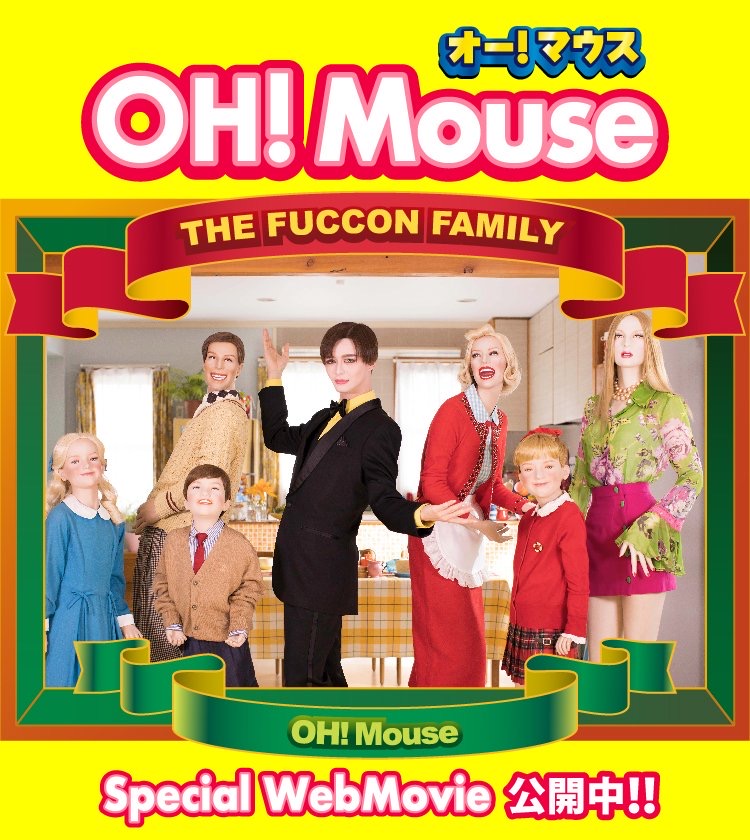 オー!マウス
OH! Mouse
THE FUCCON FAMILY
OH! Mouse
Special WebMovie 公開中!!